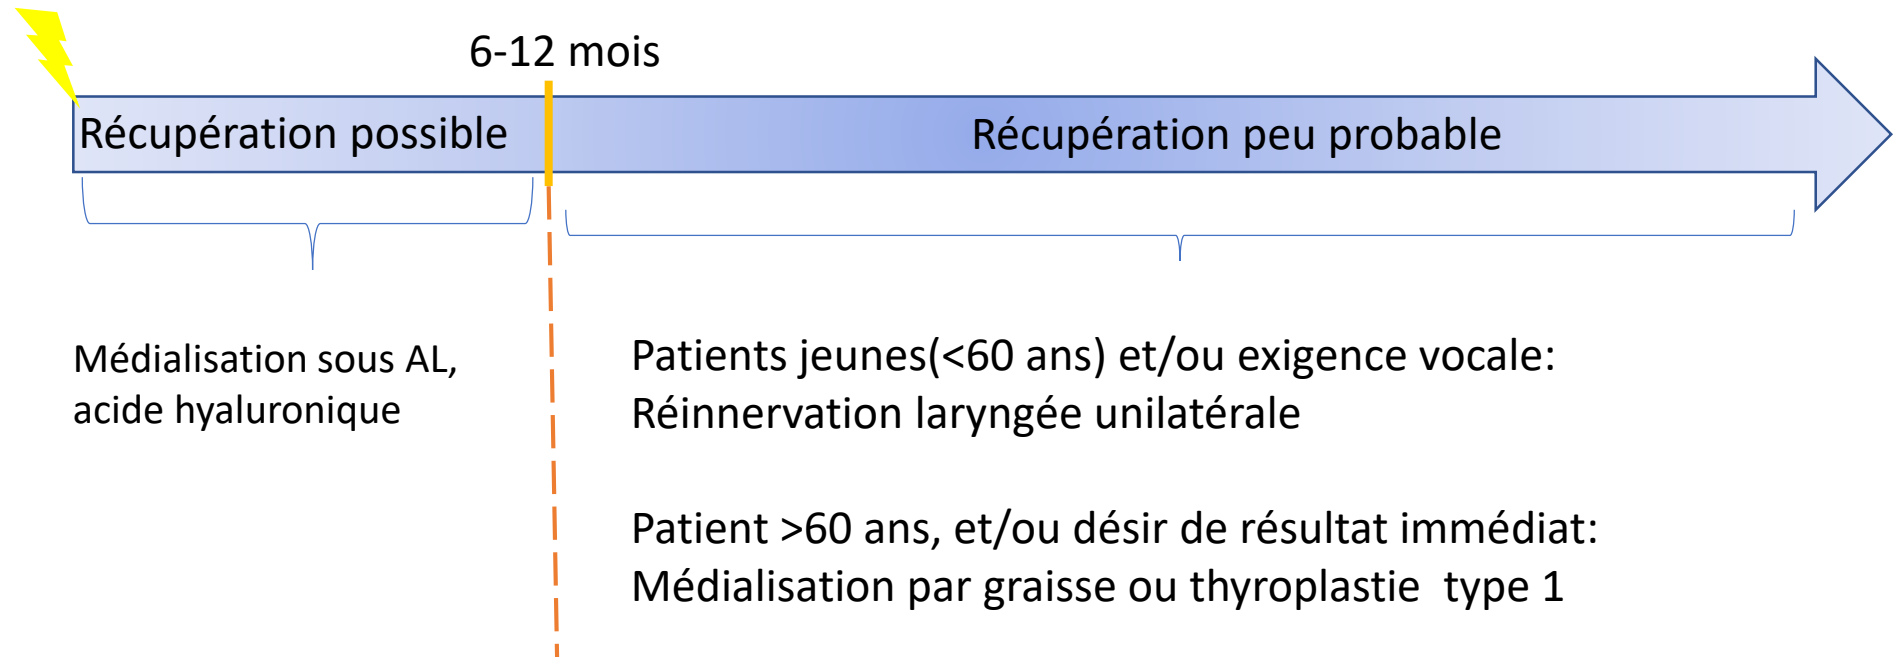 6-12 mois
Récupération possible
Récupération peu probable
Médialisation sous AL,
acide hyaluronique
Patients jeunes(<60 ans) et/ou exigence vocale:
Réinnervation laryngée unilatérale
Patient >60 ans, et/ou désir de résultat immédiat:
Médialisation par graisse ou thyroplastie  type 1